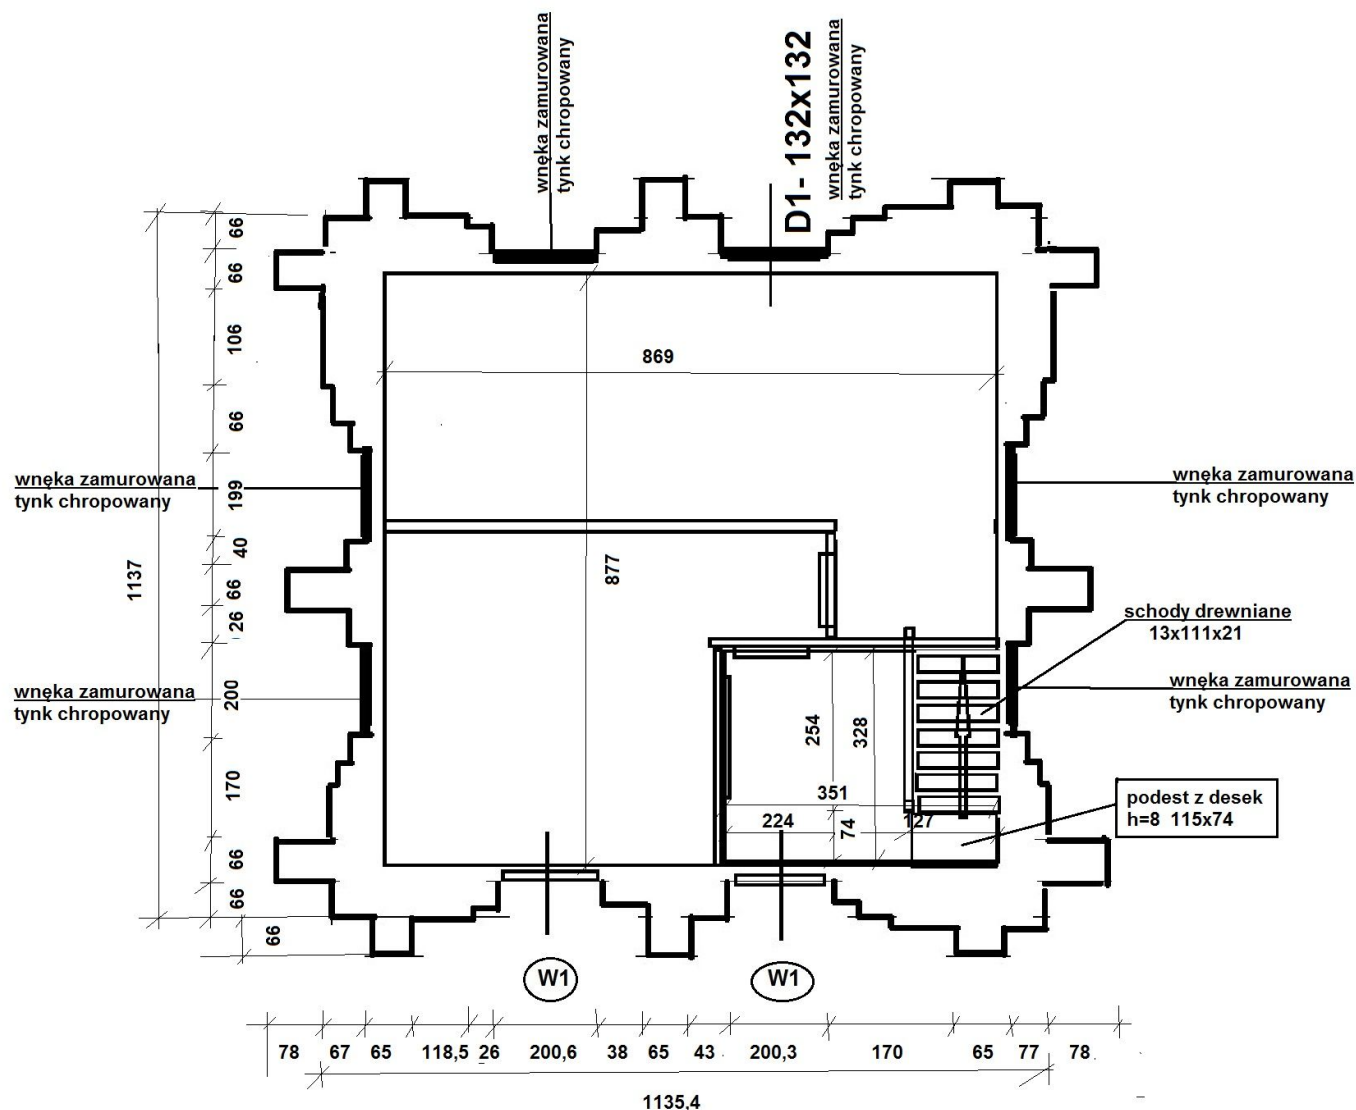 wnęka zamurowana
tynk chropowany
D1- 132x132
wnęka zamurowana
tynk chropowany
66
66
106
66
199
40
66
26
200
170
66
66
66
1137
869
877
wnęka zamurowana
tynk chropowany
wnęka zamurowana
tynk chropowany
wnęka zamurowana
tynk chropowany
schody drewniane
13x111x21
wnęka zamurowana
tynk chropowany
254
328
351
224
74
127
podest z desek
h=8 115x74
W1
W1
78 67 65 118,5 26 200,6 38 65 43 200,3 170 65 77 78
1135,4